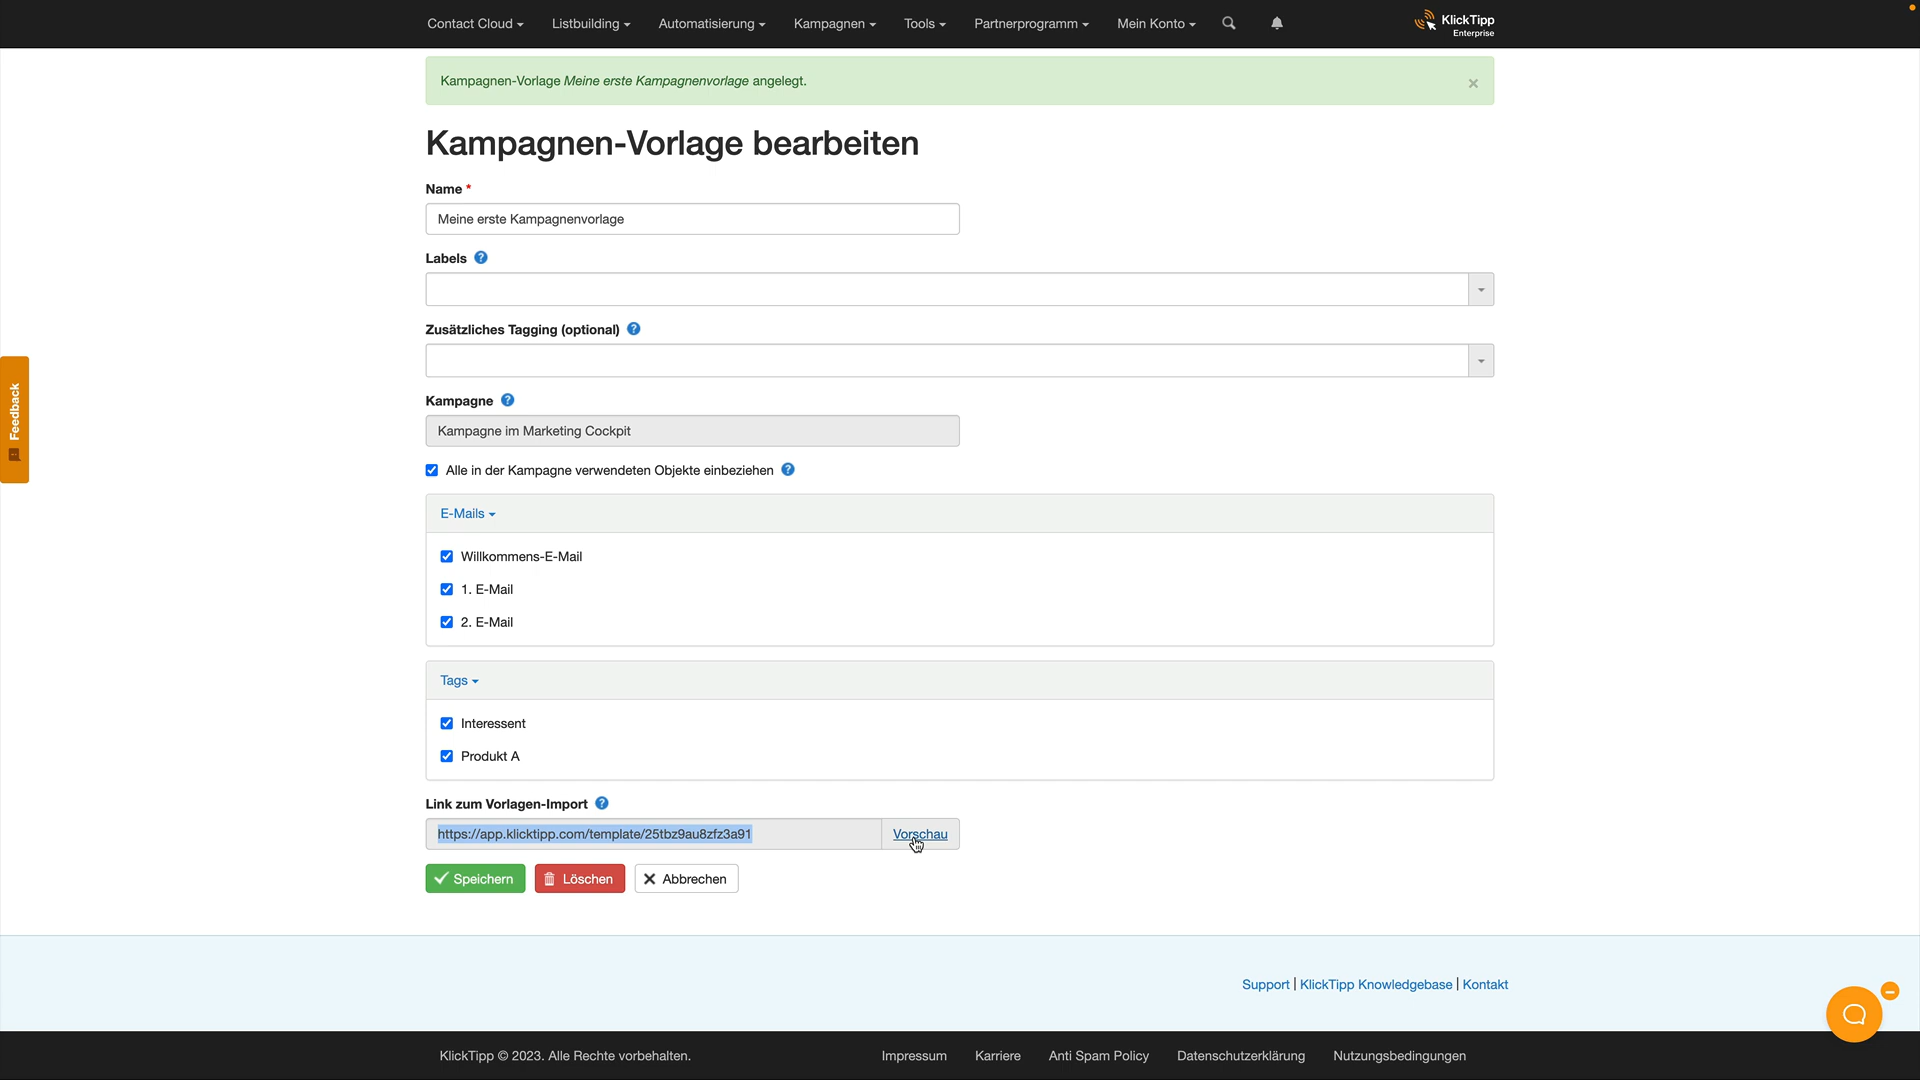 Contact Cloud
Listbuilding
Automatisierung
Kampagnen
Tools
Partnerprogramm
Mein Konto
KlickTipp
Enterprise
Kampagnen-Vorlage Meine erste Kampagnenvorlage angelegt.
×
Kampagnen-Vorlage bearbeiten
Name *
Meine erste Kampagnenvorlage
Labels ?
Zusätzliches Tagging (optional) ?
Feedback
Kampagne ?
Kampagne im Marketing Cockpit
Alle in der Kampagne verwendeten Objekte einbeziehen ?
E-Mails
Willkommens-E-Mail
1. E-Mail
2. E-Mail
Tags
Interessent
Produkt A
Link zum Vorlagen-Import ?
https://app.klicktipp.com/template/25tbz9au8zfz3a91
Vorschau
Speichern
Löschen
Abbrechen
Support | KlickTipp Knowledgebase | Kontakt
KlickTipp © 2023. Alle Rechte vorbehalten.
Impressum
Karriere
Anti Spam Policy
Datenschutzerklärung
Nutzungsbedingungen